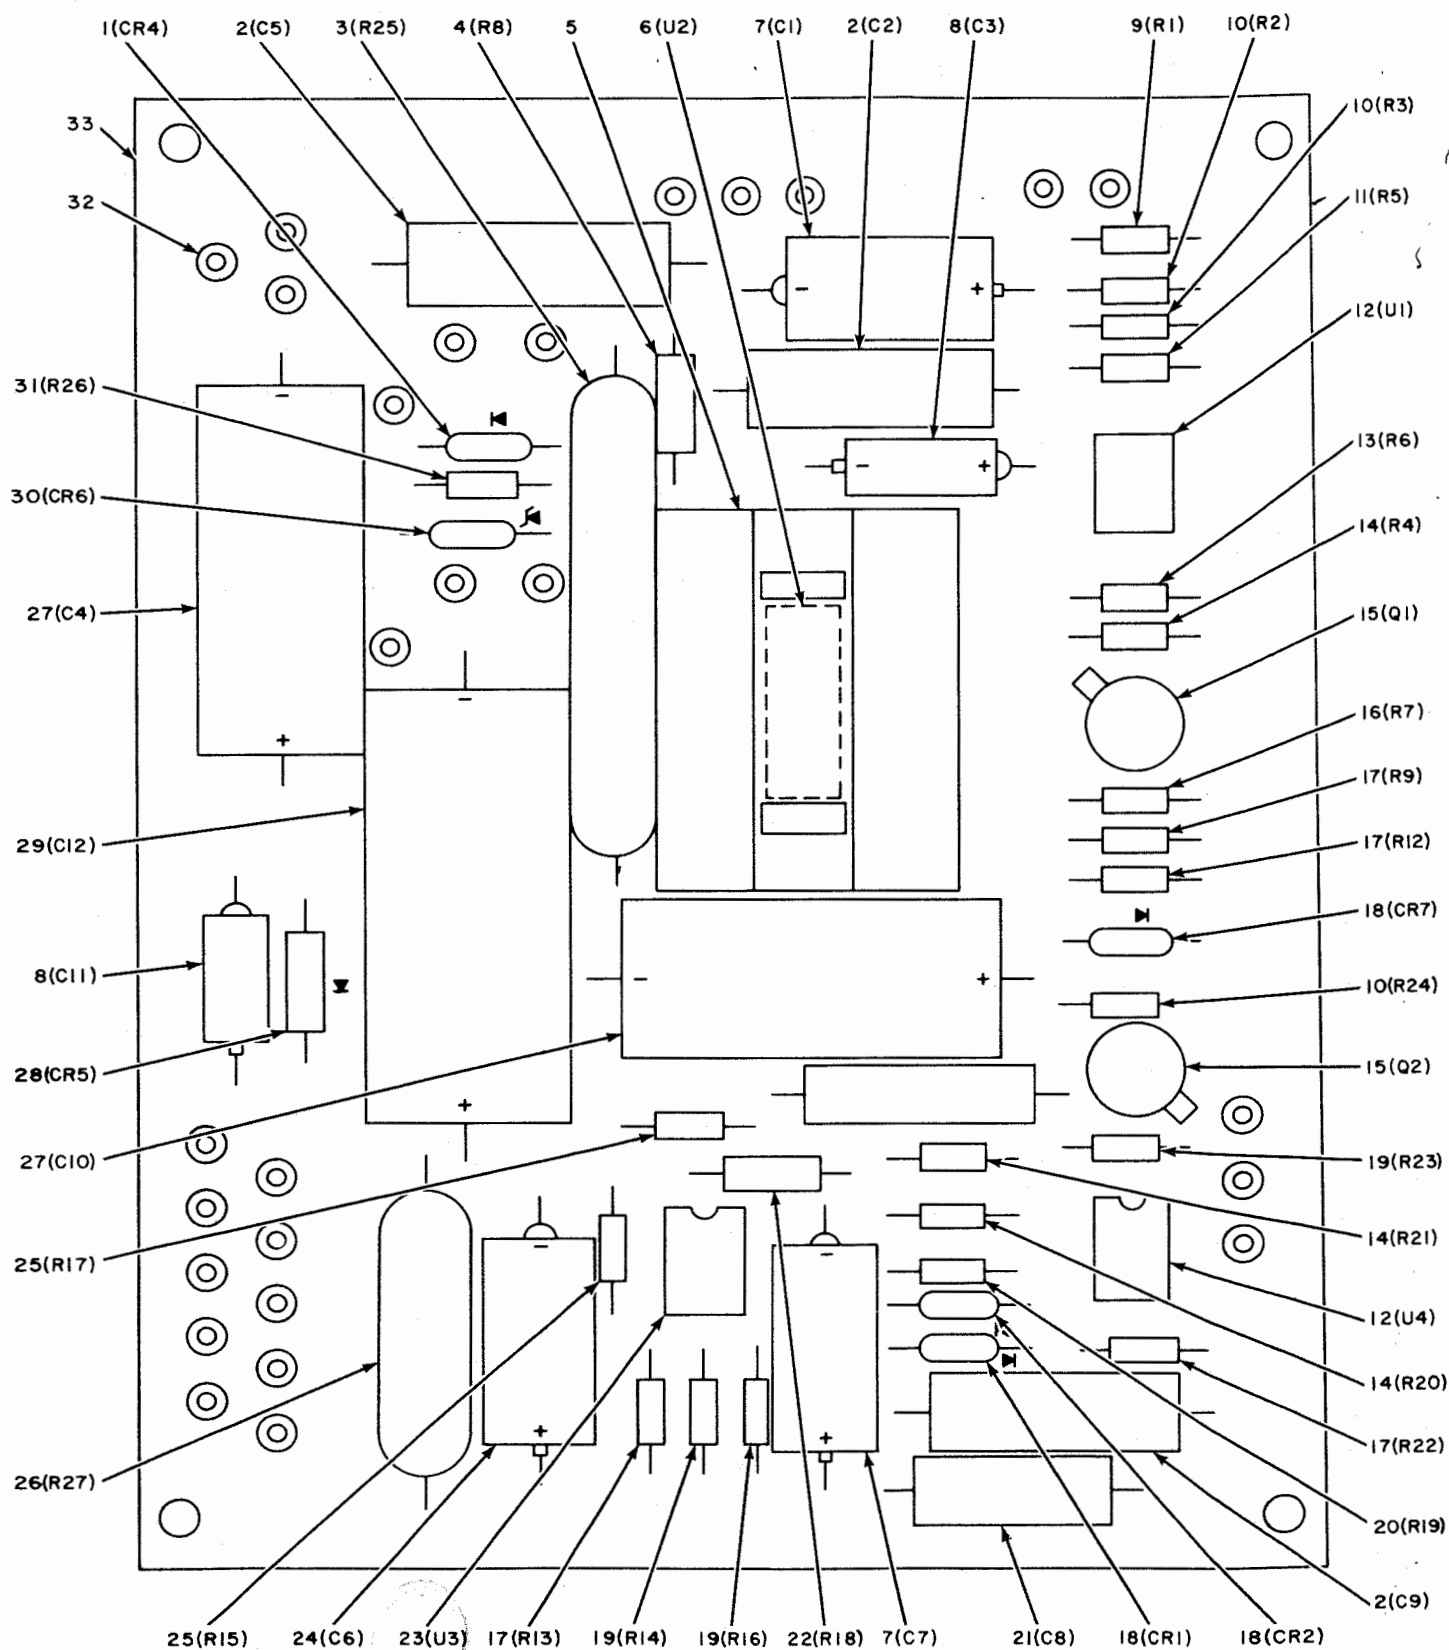 1(CR4)
2(C5)
3(R25)
4(R8)
5
6(U2)
7(C1)
2(C2)
8(C3)
9(R1)
10(R2)
10(R3)
11(R5)
12(U1)
13(R6)
14(R4)
15(Q1)
16(R7)
17(R9)
17(R12)
18(CR7)
10(R24)
15(Q2)
19(R23)
14(R21)
12(U4)
14(R20)
17(R22)
20(R19)
2(C9)
33
32
31(R26)
30(CR6)
27(C4)
29(C12)
8(C11)
28(CR5)
27(C10)
25(R17)
26(R27)
- +
- +
-
+
-
+
- +
+
-
+
-
+
25(R15)
24(C6)
23(U3)
17(R13)
19(R14)
19(R16)
22(R18)
7(C7)
21(C8)
18(CR1)
18(CR2)